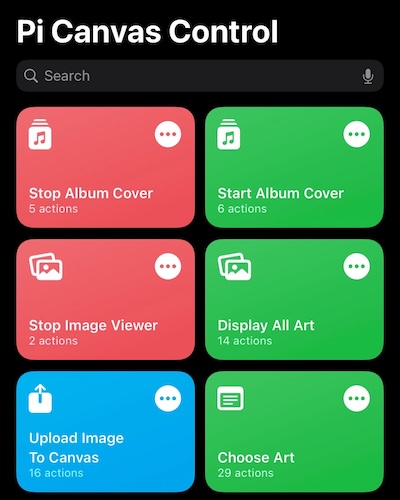 Pi Canvas Control
Search
Stop Album Cover
5 actions
Start Album Cover
6 actions
Stop Image Viewer
2 actions
Display All Art
14 actions
Upload Image
To Canvas
16 actions
Choose Art
29 actions